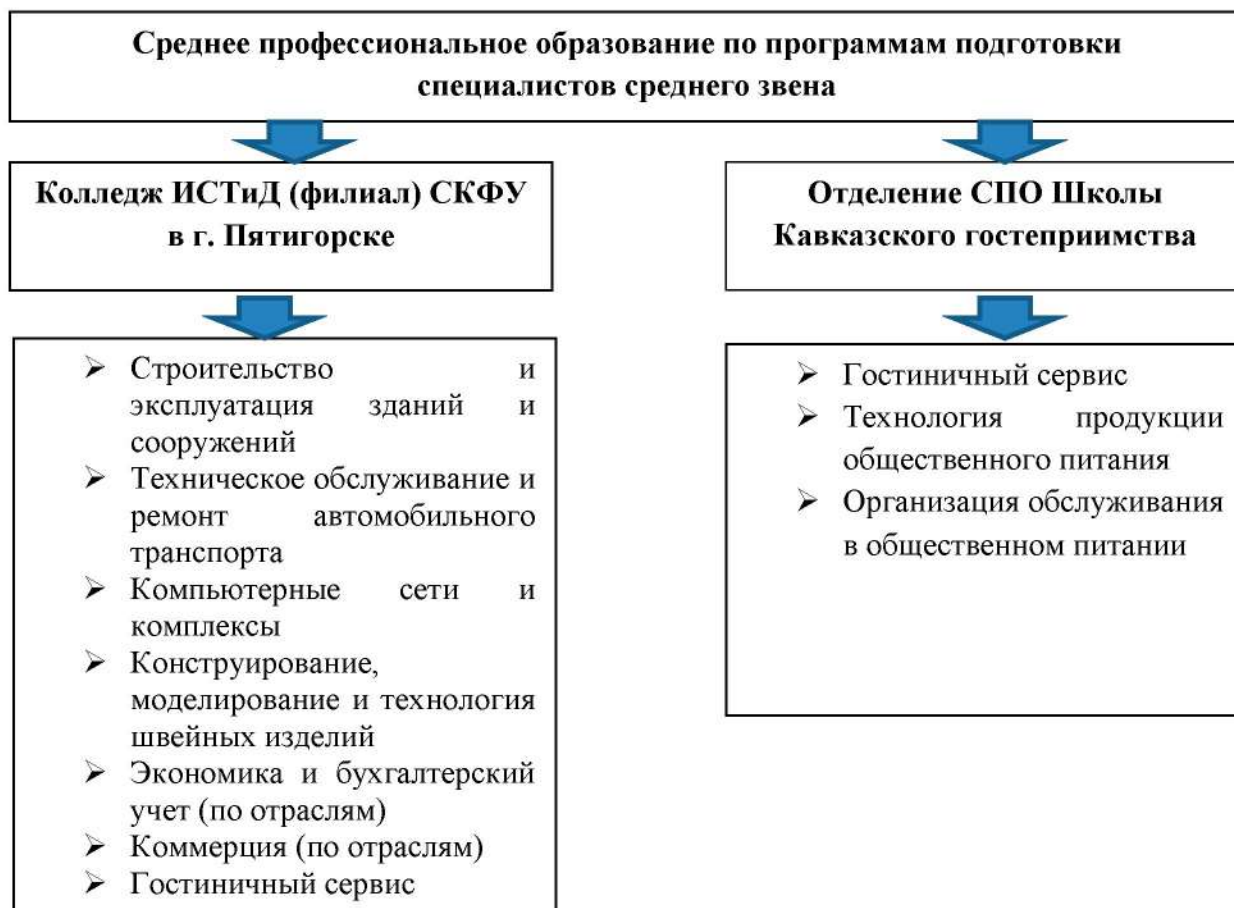 Среднее профессиональное образование по программам подготовки
специалистов среднего звена
Колледж ИСТиД (филиал) СКФУ
в г. Пятигорске
Отделение СПО Школы
Кавказского гостеприимства
➢ Строительство и
эксплуатация зданий и
сооружений
➢ Техническое обслуживание и
ремонт автомобильного
транспорта
➢ Компьютерные сети и
комплексы
➢ Конструирование,
моделирование и технология
швейных изделий
➢ Экономика и бухгалтерский
учет (по отраслям)
➢ Коммерция (по отраслям)
➢ Гостиничный сервис
➢ Гостиничный сервис
➢ Технология продукции
общественного питания
➢ Организация обслуживания
в общественном питании